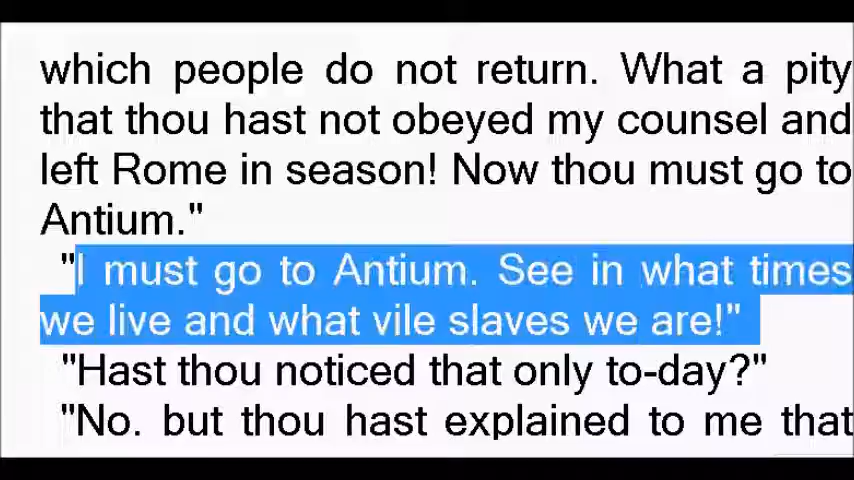 which people do not return. What a pity
that thou hast not obeyed my counsel and
left Rome in season! Now thou must go to
Antium."
"I must go to Antium. See in what times
we live and what vile slaves we are!"
"Hast thou noticed that only to-day?"
"No. but thou hast explained to me that